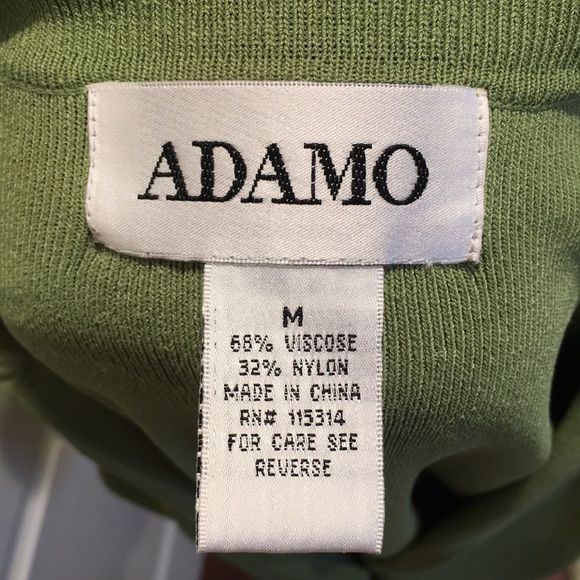 ADAMO
M
68% VISCOSE
32% NYLON
MADE IN CHINA
RN# 115314
FOR CARE SEE
REVERSE